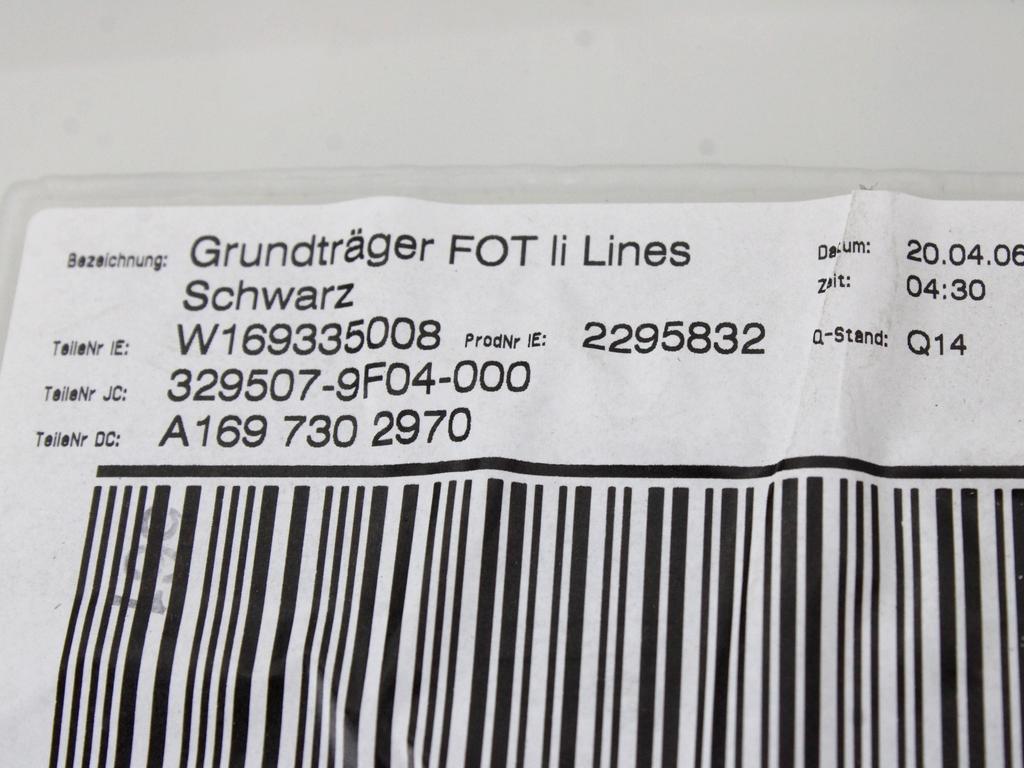 Bezeichnung: Grundträger FOT li Lines Datum: 20.04.06
Schwarz Zeit: 04:30
TeileNr IE: W169335008 ProdNr IE: 2295832 Q-Stand: Q14
TeileNr JC: 329507-9F04-000
TeileNr DC: A169 730 2970